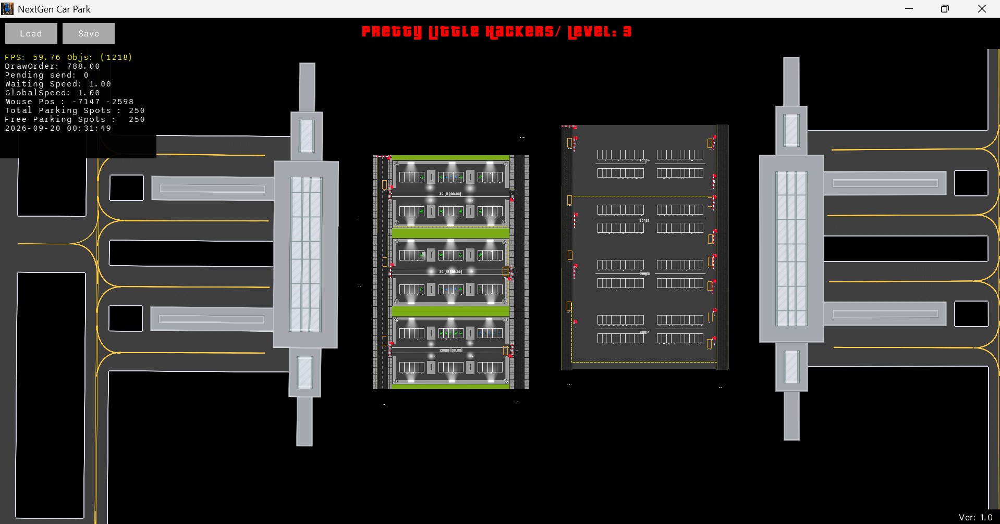 NextGen Car Park
Load Save
Pretty Little Hackers/ Level: 3
FPS: 59.76 Objs: (1218)
DrawOrder: 788.00
Pending send: 0
Waiting Speed: 1.00
GlobalSpeed: 1.00
Mouse Pos : -7147 -2598
Total Parking Spots : 250
Free Parking Spots : 250
2026-09-20 00:31:49
Ver: 1.0